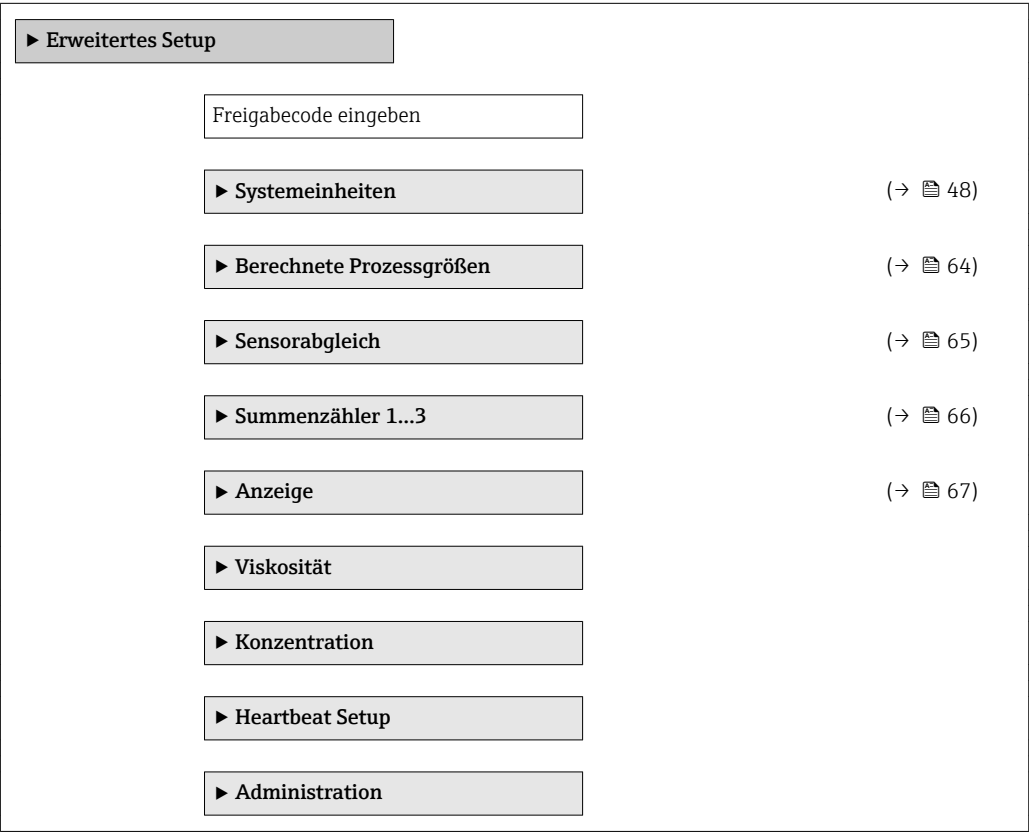 ▶ Erweitertes Setup
Freigabecode eingeben
▶ Systemeinheiten (→ 🖹 48)
▶ Berechnete Prozessgrößen (→ 🖹 64)
▶ Sensorabgleich (→ 🖹 65)
▶ Summenzähler 1...3 (→ 🖹 66)
▶ Anzeige (→ 🖹 67)
▶ Viskosität
▶ Konzentration
▶ Heartbeat Setup
▶ Administration